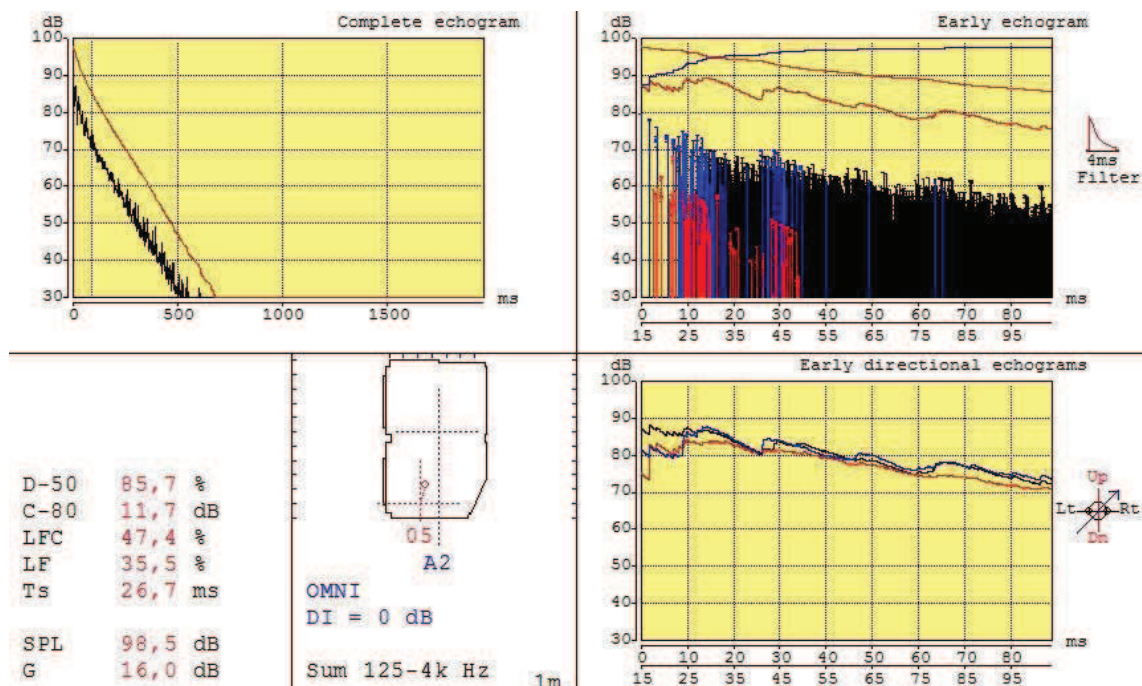 dB Complete echogram
100
90
80
70
60
50
40
30
ms
0 500 1000 1500
dB Early echogram
100
90
80
70
60
50
40
30
4ms
Filter
ms
0 10 20 30 40 50 60 70 80
15 25 35 45 55 65 75 85 95
D-50 85,7 %
C-80 11,7 dB
LFC 47,4 %
LF 35,5 %
Ts 26,7 ms
SPL 98,5 dB
G 16,0 dB
05
A2
OMNI
DI = 0 dB
Sum 125-4k Hz
1m
dB Early directional echograms
100
90
80
70
60
50
40
30
Up
Lt Rt
Dn
ms
0 10 20 30 40 50 60 70 80
15 25 35 45 55 65 75 85 95